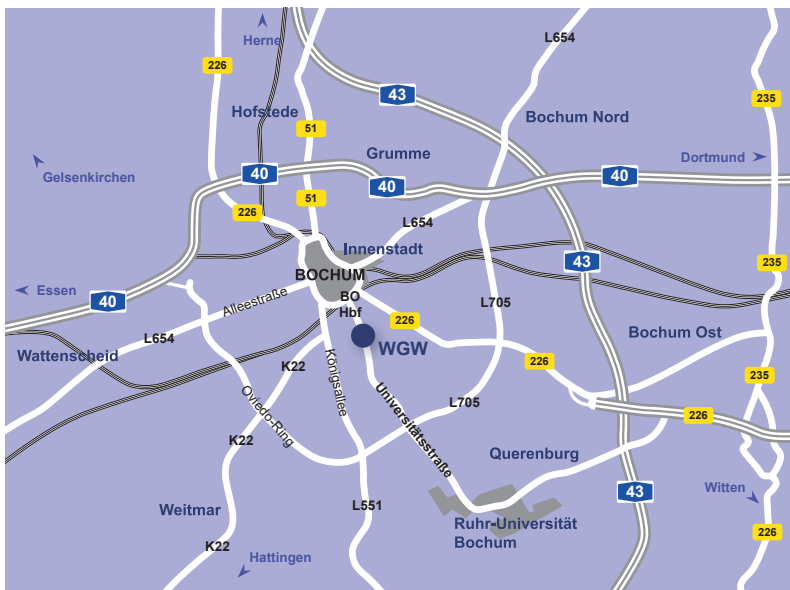 L654
Herne
226
43
235
Hofstede
Bochum Nord
51
Grumme
Dortmund
40
Gelsenkirchen
40
40
51
226
L654
Innenstadt
43
235
BOCHUM
Essen
BO
Hbf
40
Alleestraße
L705
226
Bochum Ost
L654
WGW
Wattenscheid
K22
226
Königsallee
235
Universitätsstraße
L705
Oviedo-Ring
226
K22
Querenburg
43
Witten
L551
Weitmar
Ruhr-Universität
Bochum
226
K22
Hattingen